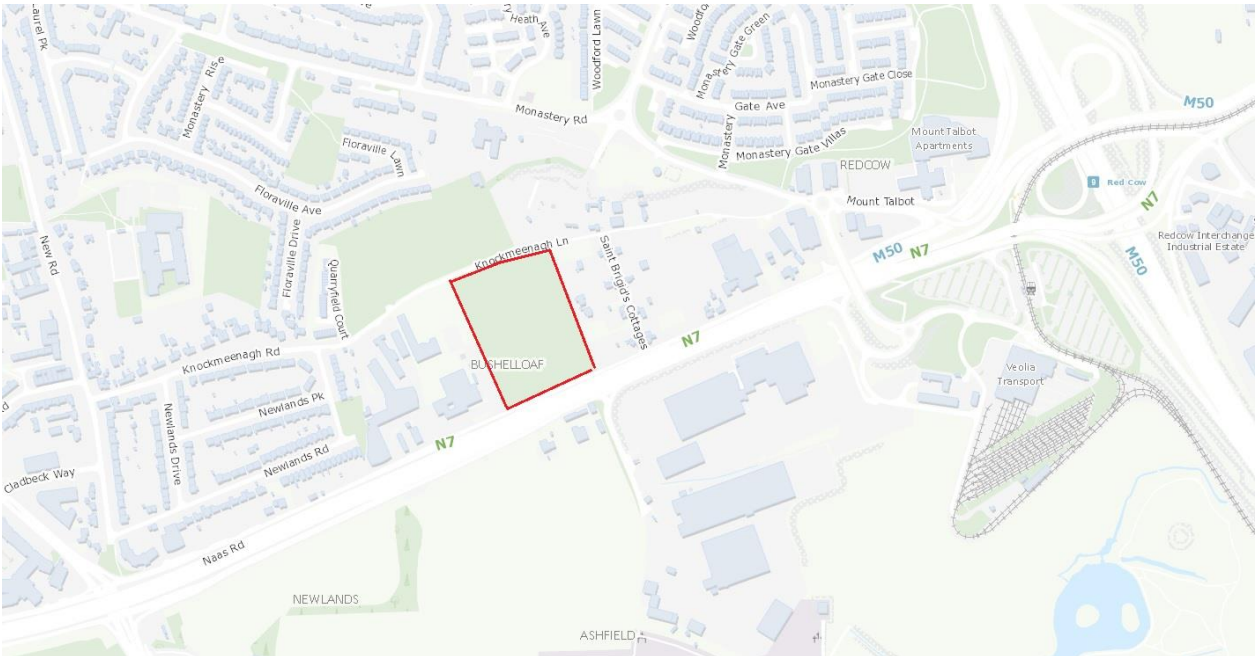 Laurel Pk
Heath Ave
Woodford Lawn
Monastery Gate Green
Monastery Gate Close
Gate Ave
M50
Monastery Rise
Monastery Rd
Monastery
Monastery Gate Villas
Mount Talbot
Apartments
REDCOW
Floraville Lawn
9
Red Cow
Floraville Ave
Mount Talbot
N7
New Rd
Floraville Drive
Knockmeenagh Ln
Saint Brigid's Cottages
M50
N7
Redcow Interchange
Industrial Estate
M50
Quarryfield Court
N7
Knockmeenagh Rd
BUSHELLOAF
Veolia
Transport
Newlands Pk
Newlands Drive
N7
Newlands Rd
Cladbeck Way
Naas Rd
NEWLANDS
ASHFIELD